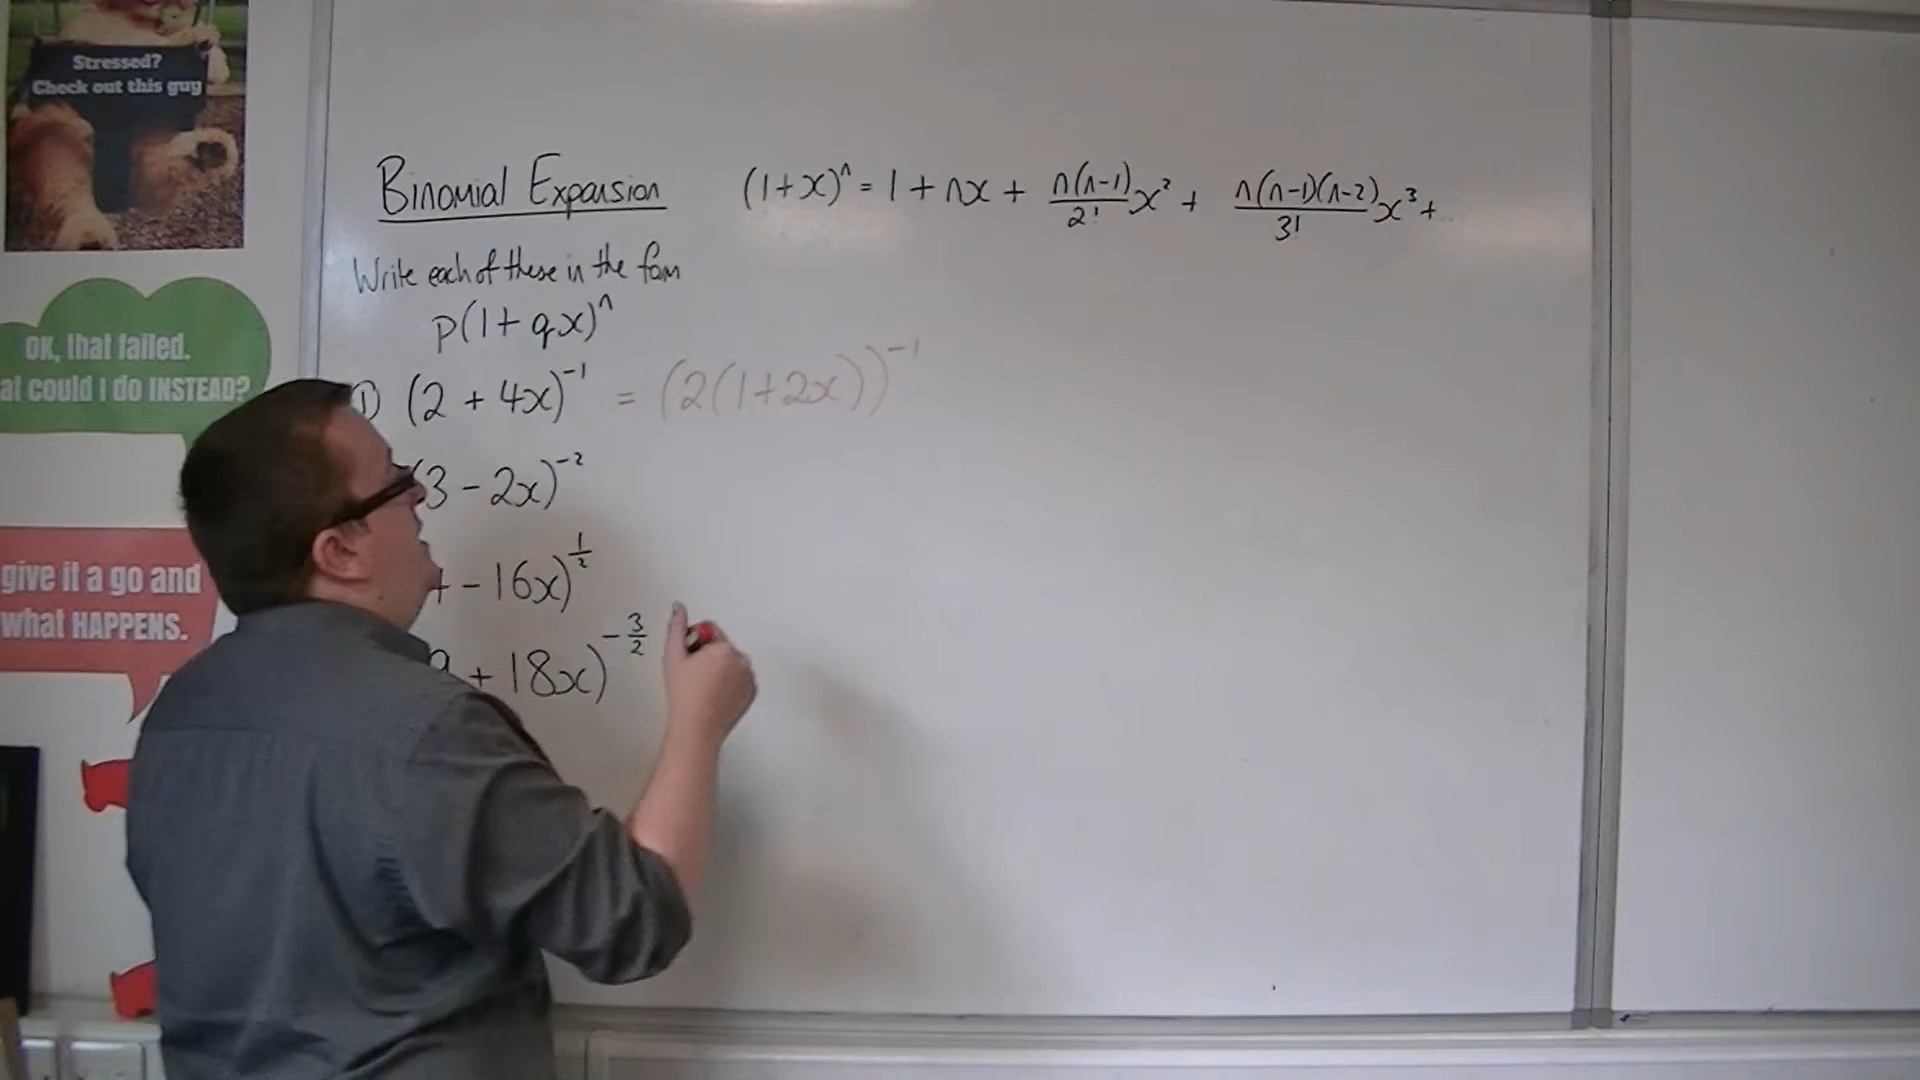 Stressed?
Check out this guy
OK, that failed.
at could I do INSTEAD?
give it a go and
what HAPPENS.
Binomial Expansion (1+x)^n = 1 + nx + n(n-1)/2! x² + n(n-1)(n-2)/3! x³ + ...
Write each of these in the form
p(1 + qx)^n
1) (2 + 4x)^-1 = (2(1+2x))^-1
(3 - 2x)^-2
- 16x)^1/2
+ 18x)^-3/2